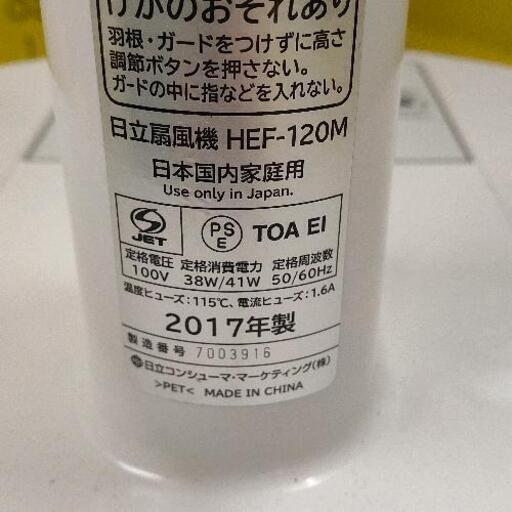 けがのおそれあり
羽根・ガードをつけずに高さ
調節ボタンを押さない。
ガードの中に指などを入れない。
日立扇風機 HEF-120M
日本国内家庭用
Use only in Japan.
JET
PS
E
TOA EI
定格電圧 定格消費電力 定格周波数
100V 38W/41W 50/60Hz
温度ヒューズ:115℃、電流ヒューズ:1.6A
2017年製
製造番号 7003916
日立コンシューマ・マーケティング(株)
>PET< MADE IN CHINA